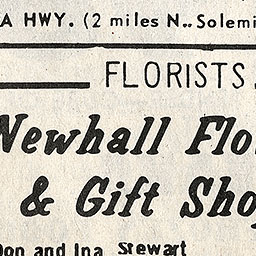 A HWY. (2 miles N.. Solemi
FLORISTS
Newhall Flo
& Gift Sho
Don and Ina Stewart